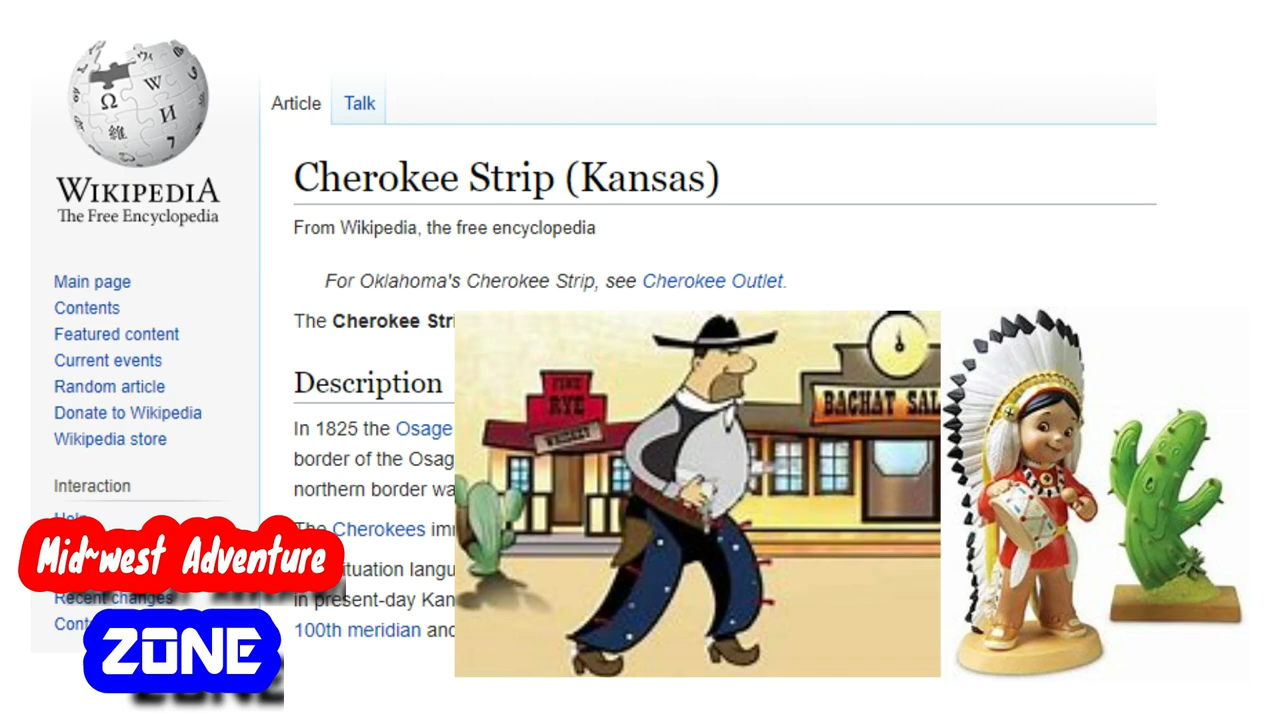 WIKIPEDIA
The Free Encyclopedia
Main page
Contents
Featured content
Current events
Random article
Donate to Wikipedia
Wikipedia store
Interaction
Recent changes
Article Talk
Cherokee Strip (Kansas)
From Wikipedia, the free encyclopedia
For Oklahoma's Cherokee Strip, see Cherokee Outlet.
The Cherokee Stri
Description
In 1825 the Osage
border of the Osag
northern border wa
The Cherokees im
ituation langu
in present-day Kan
100th meridian and
FINE
RYE
WHISKEY
BACHAT SAL
Mid~west Adventure
ZONE
Ω W И 維